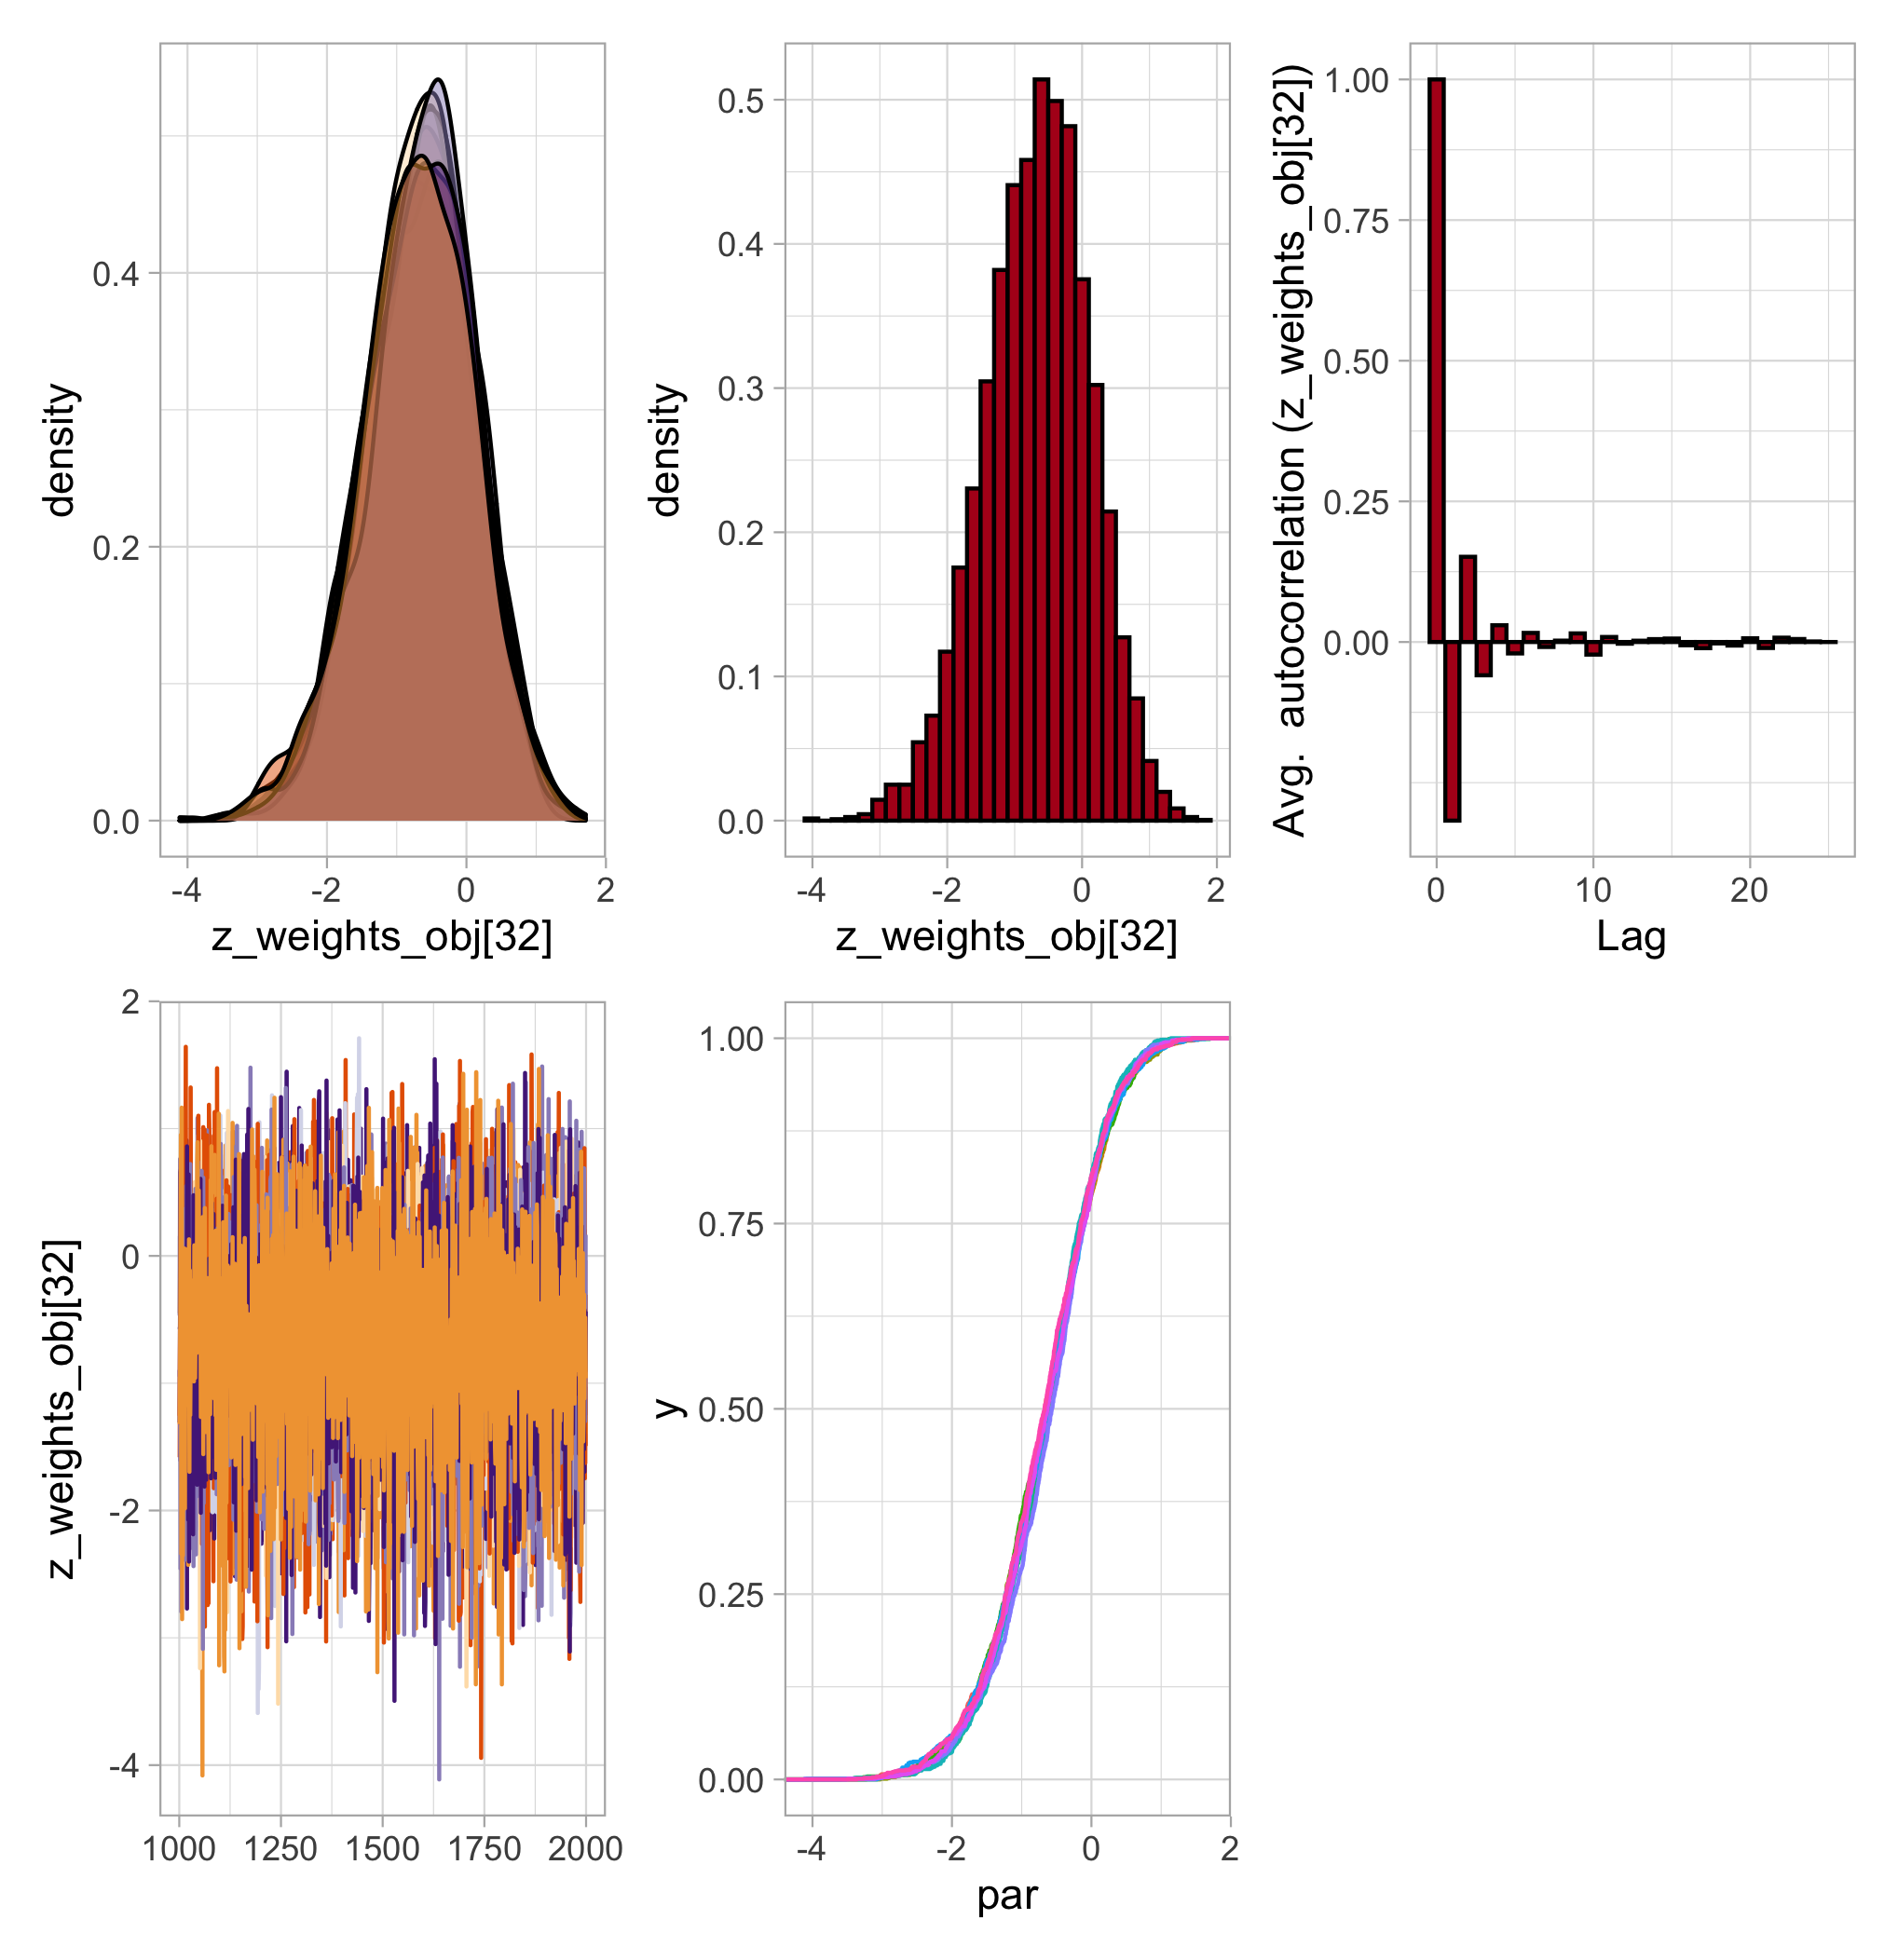 density
0.4
0.2
0.0
-4 -2 0 2
z_weights_obj[32]
density
0.5
0.4
0.3
0.2
0.1
0.0
-4 -2 0 2
z_weights_obj[32]
Avg. autocorrelation (z_weights_obj[32])
1.00
0.75
0.50
0.25
0.00
0 10 20
Lag
z_weights_obj[32]
2
0
-2
-4
1000 1250 1500 1750 2000
y
1.00
0.75
0.50
0.25
0.00
-4 -2 0 2
par